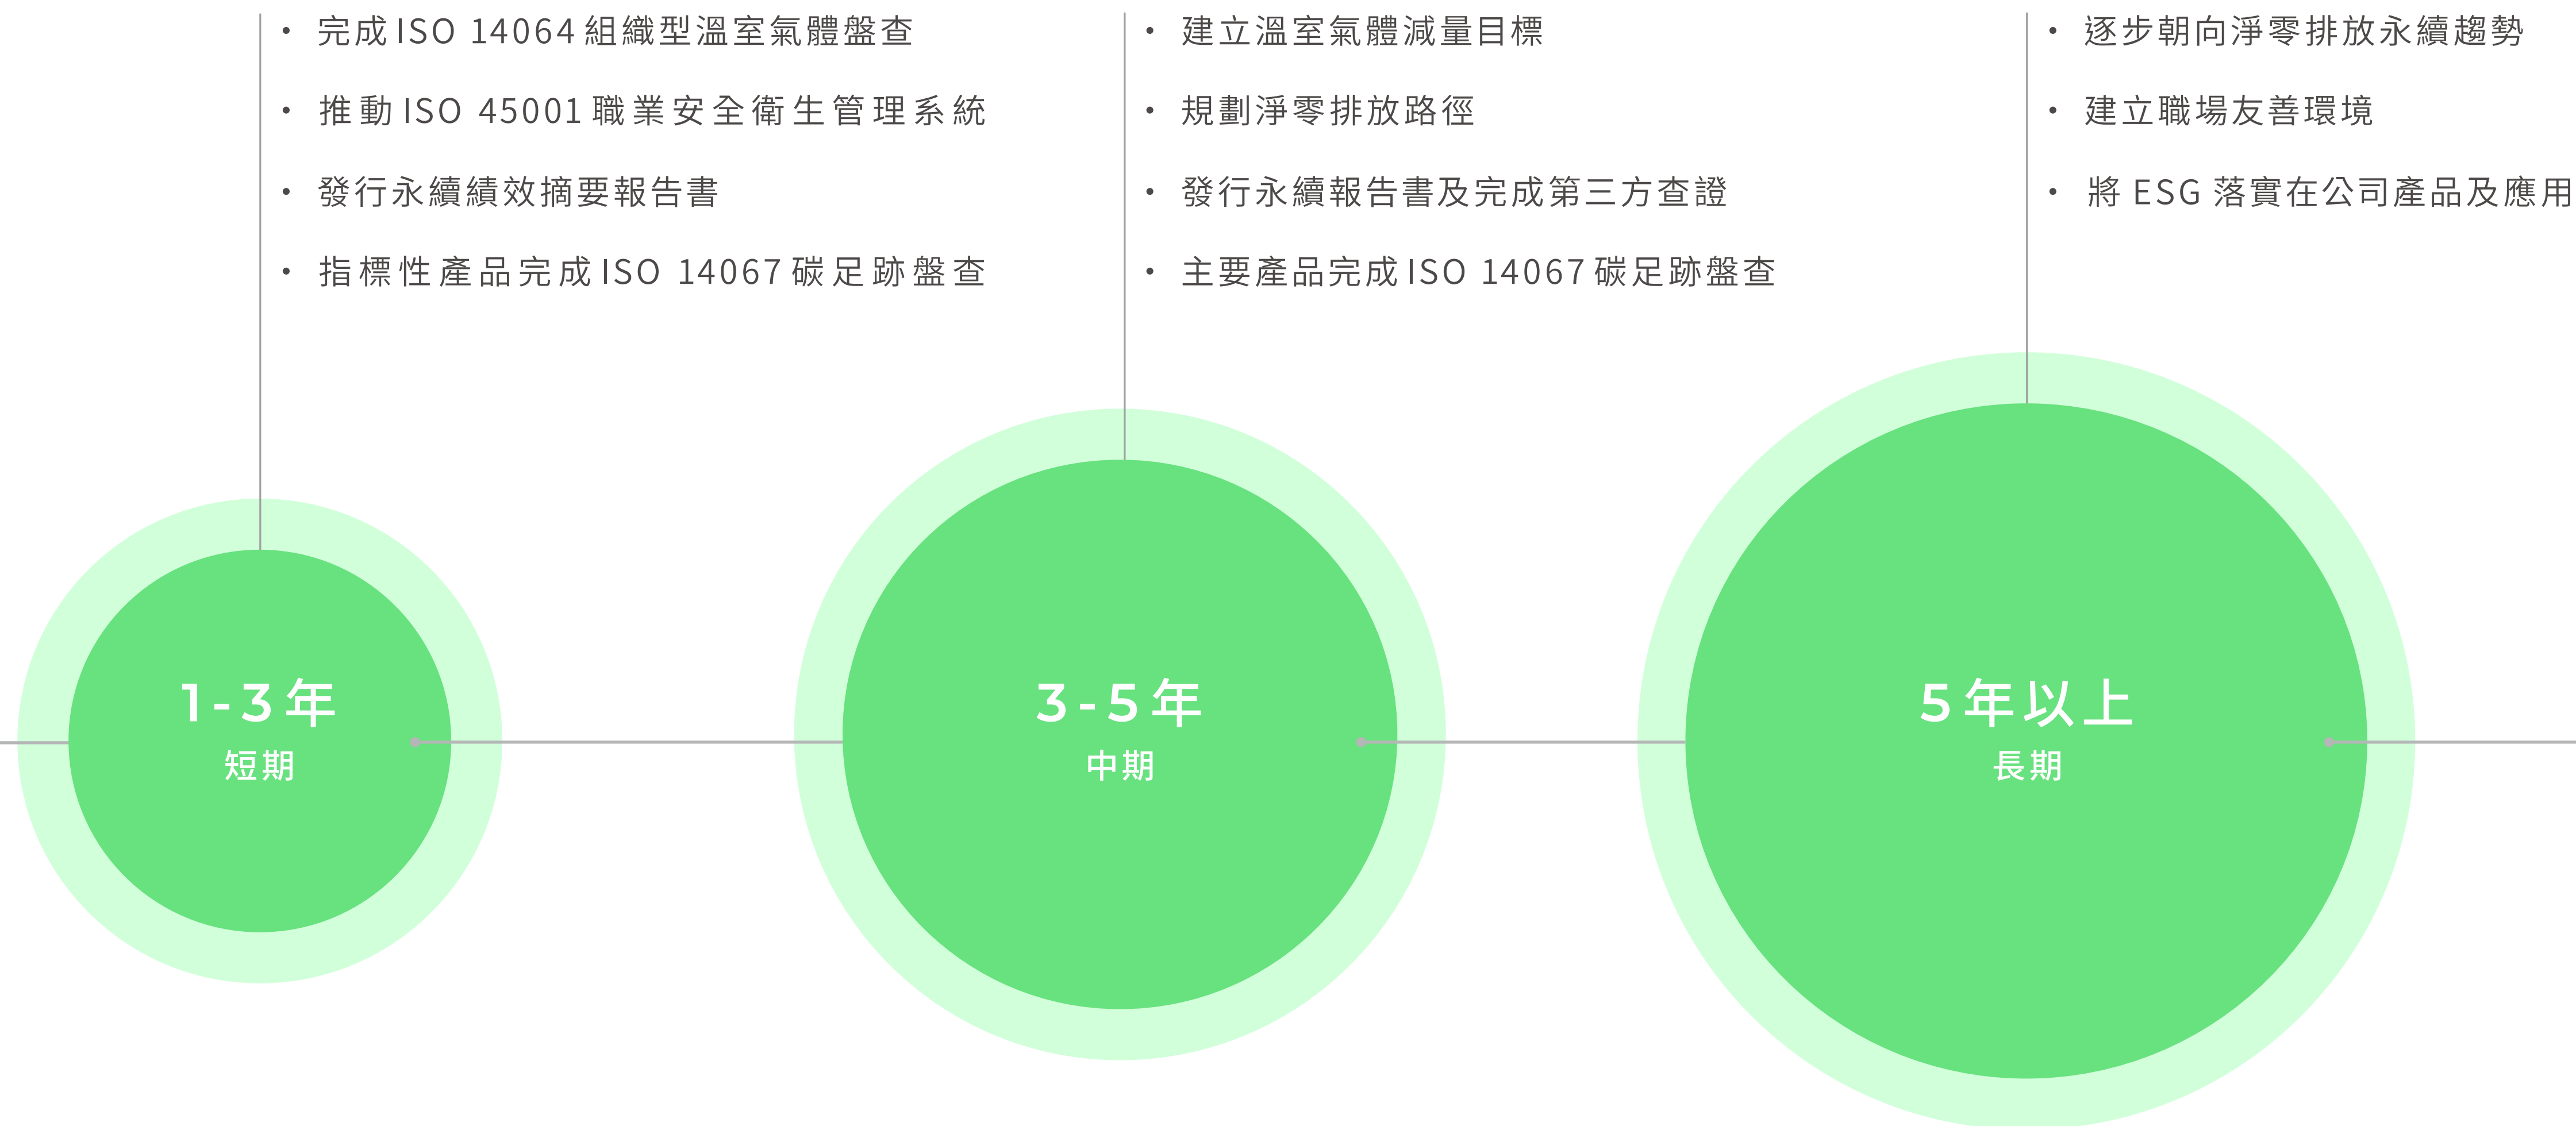 • 完成 ISO 14064 組織型溫室氣體盤查
• 推動 ISO 45001 職業安全衛生管理系統
• 發行永續績效摘要報告書
• 指標性產品完成 ISO 14067 碳足跡盤查
• 建立溫室氣體減量目標
• 規劃淨零排放路徑
• 發行永續報告書及完成第三方查證
• 主要產品完成 ISO 14067 碳足跡盤查
• 逐步朝向淨零排放永續趨勢
• 建立職場友善環境
• 將 ESG 落實在公司產品及應用
1-3年
短期
3-5年
中期
5年以上
長期